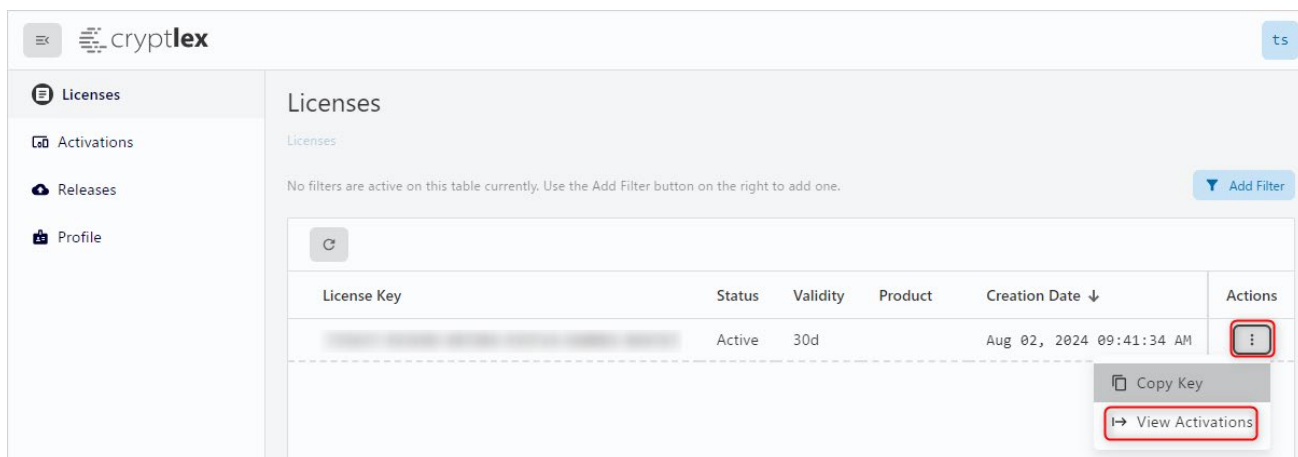 cryptlex
ts
Licenses
Activations
Releases
Profile
Licenses
Licenses
No filters are active on this table currently. Use the Add Filter button on the right to add one.
Add Filter
License Key Status Validity Product Creation Date Actions
Active 30d Aug 02, 2024 09:41:34 AM
Copy Key
View Activations